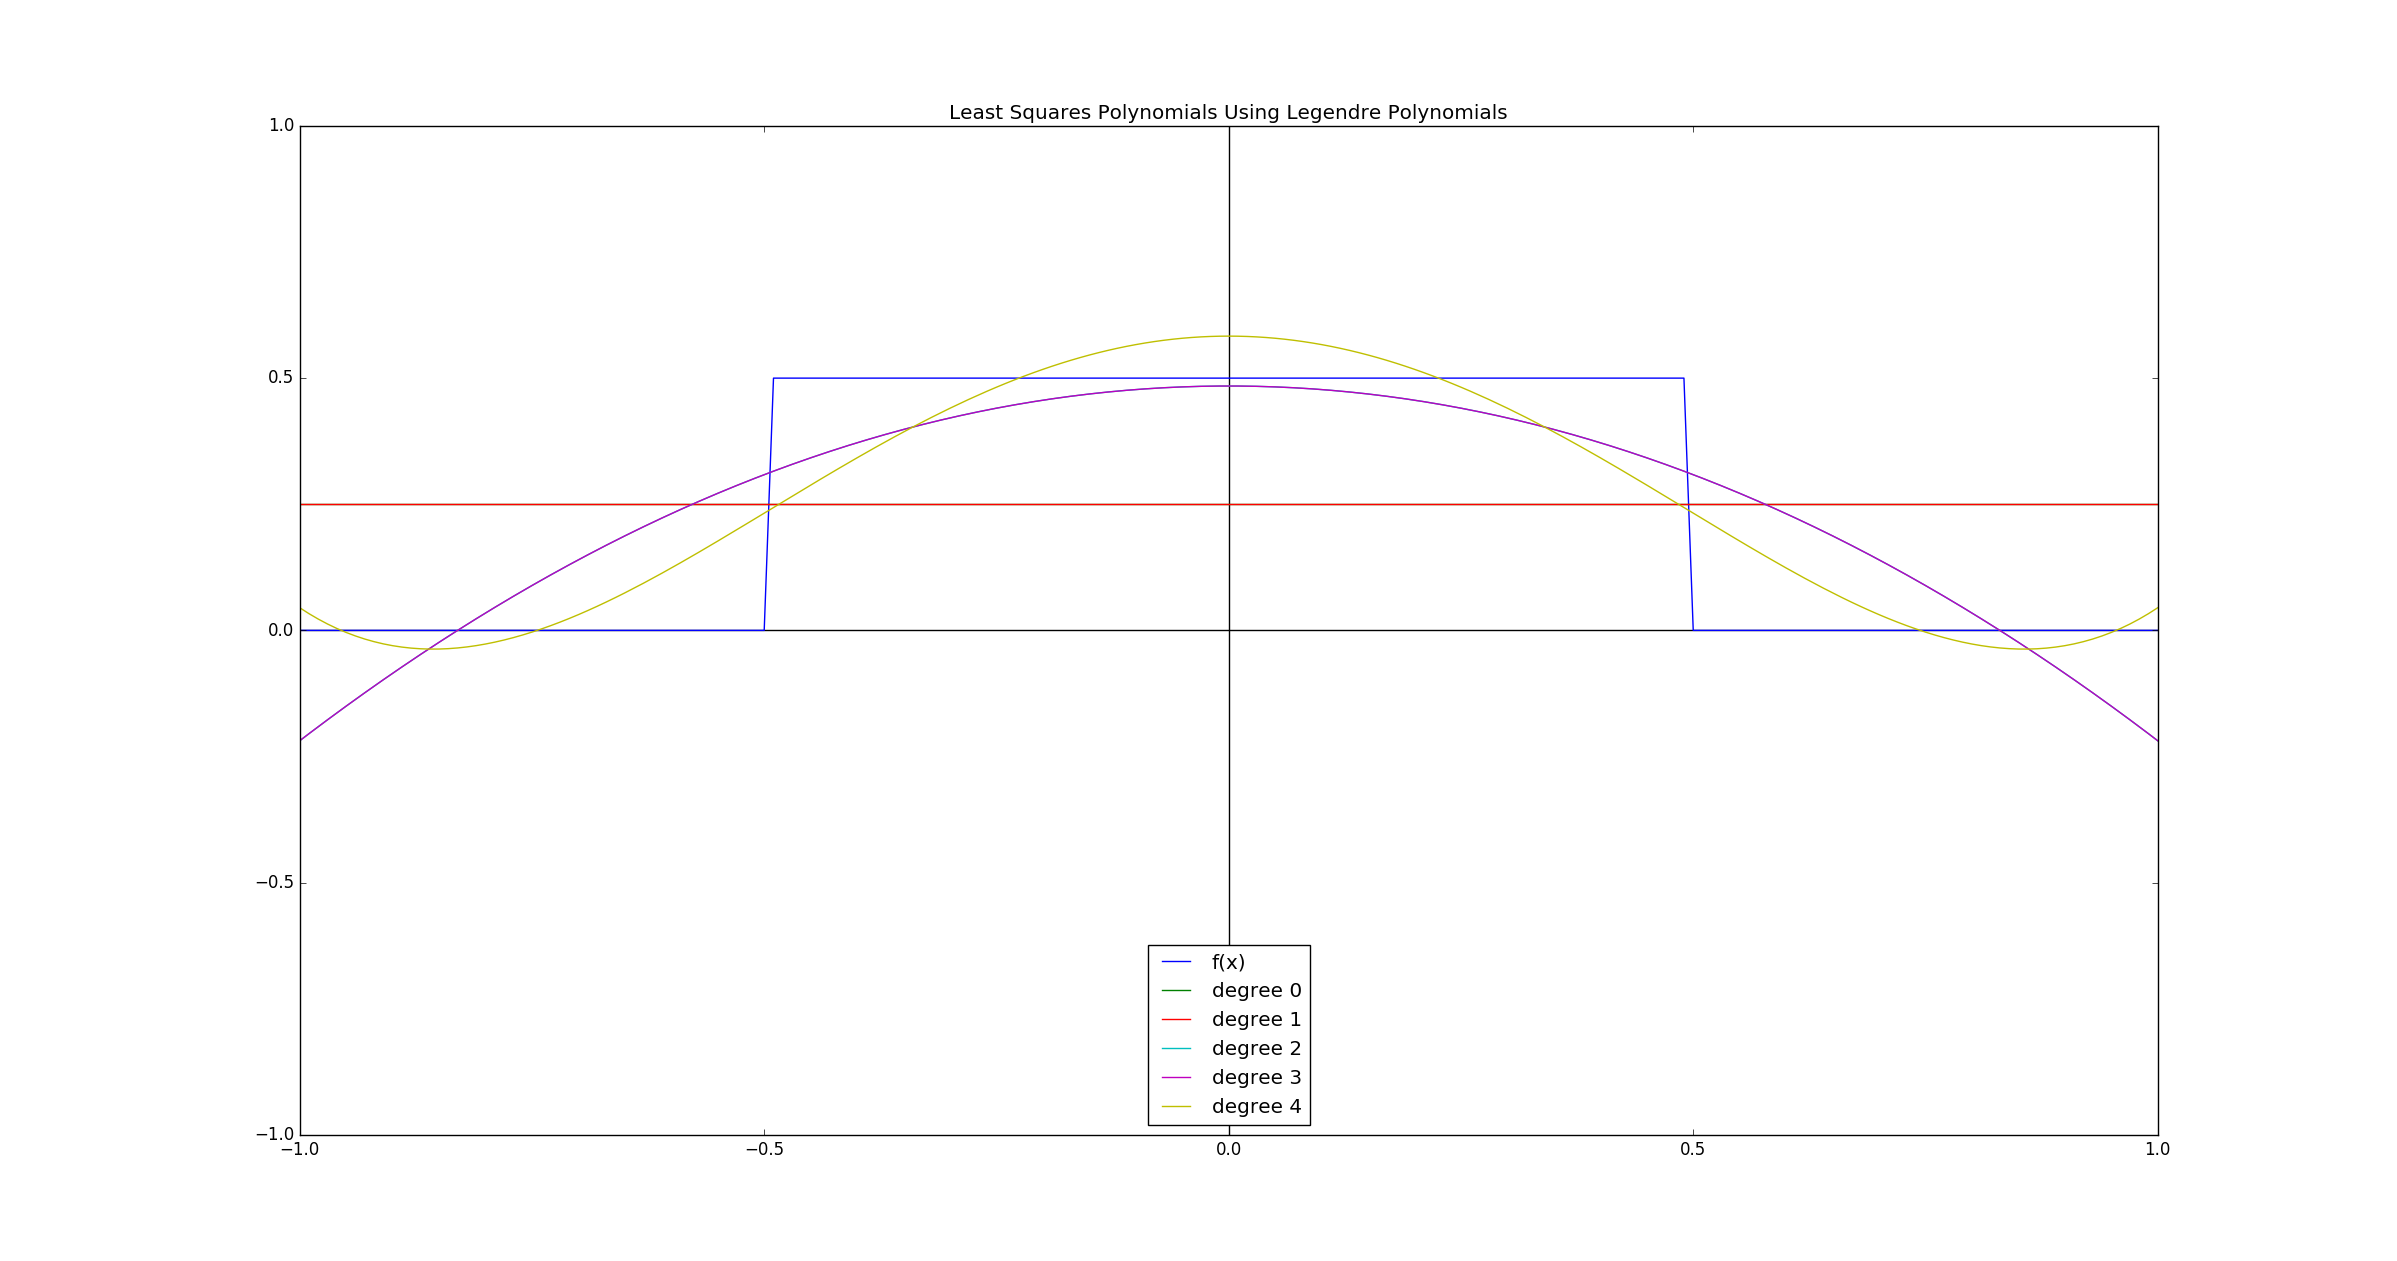 Least Squares Polynomials Using Legendre Polynomials
1.0
0.5
0.0
−0.5
−1.0
−1.0 −0.5 0.0 0.5 1.0
f(x)
degree 0
degree 1
degree 2
degree 3
degree 4